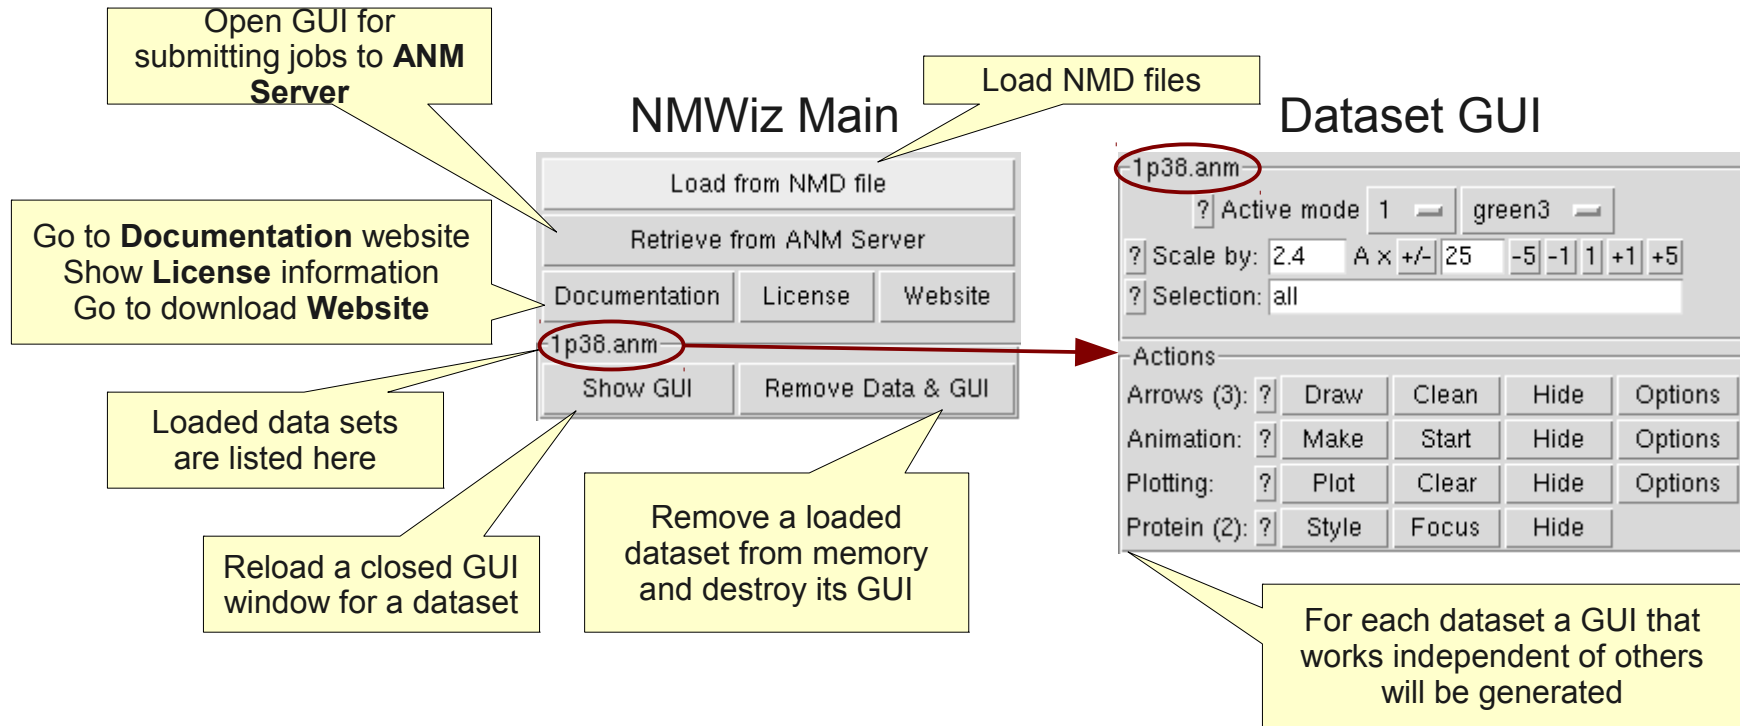 Open GUI for
submitting jobs to ANM
Server
Load NMD files
NMWiz Main
Dataset GUI
Load from NMD file
Retrieve from ANM Server
Documentation License Website
1p38.anm
Show GUI Remove Data & GUI
Go to Documentation website
Show License information
Go to download Website
Loaded data sets
are listed here
Reload a closed GUI
window for a dataset
Remove a loaded
dataset from memory
and destroy its GUI
1p38.anm
? Active mode 1 green3
? Scale by: 2.4 A x +/- 25 -5 -1 1 +1 +5
? Selection: all
Actions
Arrows (3): ? Draw Clean Hide Options
Animation: ? Make Start Hide Options
Plotting: ? Plot Clear Hide Options
Protein (2): ? Style Focus Hide
For each dataset a GUI that
works independent of others
will be generated